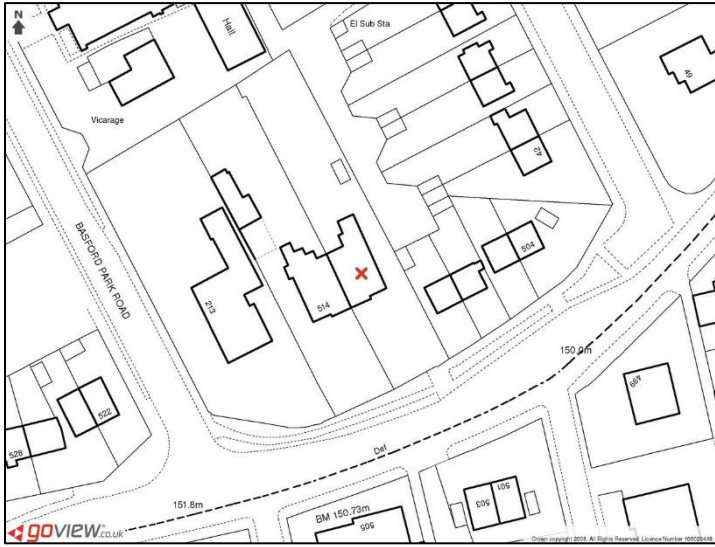 N
Hall
El Sub Sta
49
Vicarage
42
BASFORD PARK ROAD
213
514
504
150.0m
499
522
528
Def
151.8m
BM 150.73m
505
503
501
goview.co.uk
Crown copyright 2008. All Rights Reserved. Licence Number 100020449.